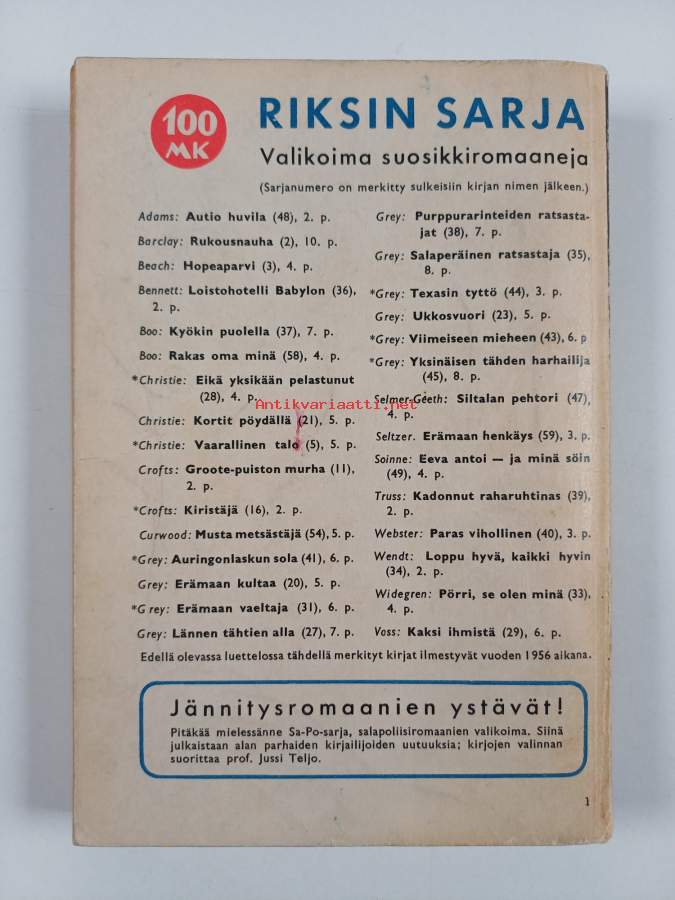 100
MK
RIKSIN SARJA
Valikoima suosikkiromaaneja
(Sarjanumero on merkitty sulkeisiin kirjan nimen jälkeen.)
Adams: Autio huvila (48), 2. p.
Barclay: Rukousnauha (2), 10. p.
Beach: Hopeaparvi (3), 4. p.
Bennett: Loistohotelli Babylon (36),
2. p.
Boo: Kyökin puolella (37), 7. p.
Boo: Rakas oma minä (58), 4. p.
*Christie: Eikä yksikään pelastunut
(28), 4. p.
Christie: Kortit pöydällä (21), 5. p.
*Christie: Vaarallinen talo (5), 5. p.
Crofts: Groote-puiston murha (11),
2. p.
*Crofts: Kiristäjä (16), 2. p.
Curwood: Musta metsästäjä (54), 5. p.
*Grey: Auringonlaskun sola (41), 6. p.
Grey: Erämaan kultaa (20), 5. p.
*Grey: Erämaan vaeltaja (31), 6. p.
Grey: Lännen tähtien alla (27), 7. p.
Grey: Purppurarinteiden ratsasta-
jat (38), 7. p.
Grey: Salaperäinen ratsastaja (35),
8. p.
*Grey: Texasin tyttö (44), 3. p.
Grey: Ukkosvuori (23), 5. p.
*Grey: Viimeiseen mieheen (43), 6. p
*Grey: Yksinäisen tähden harhailija
(45), 8. p.
Selmer-Geeth: Siltalan pehtori (47),
4. p.
Seltzer. Erämaan henkäys (59), 3. p.
Soinne: Eeva antoi — ja minä söin
(49), 4. p.
Truss: Kadonnut raharuhtinas (39),
2. p.
Webster: Paras vihollinen (40), 3. p.
Wendt: Loppu hyvä, kaikki hyvin
(34), 2. p.
Widegren: Pörri, se olen minä (33),
4. p.
Voss: Kaksi ihmistä (29), 6. p.
Edellä olevassa luettelossa tähdellä merkityt kirjat ilmestyvät vuoden 1956 aikana.
Jännitysromaanien ystävät!
Pitäkää mielessänne Sa-Po-sarja, salapoliisiromaanien valikoima. Siinä
julkaistaan alan parhaiden kirjailijoiden uutuuksia; kirjojen valinnan
suorittaa prof. Jussi Teljo.
1
Antikvariaatti.net